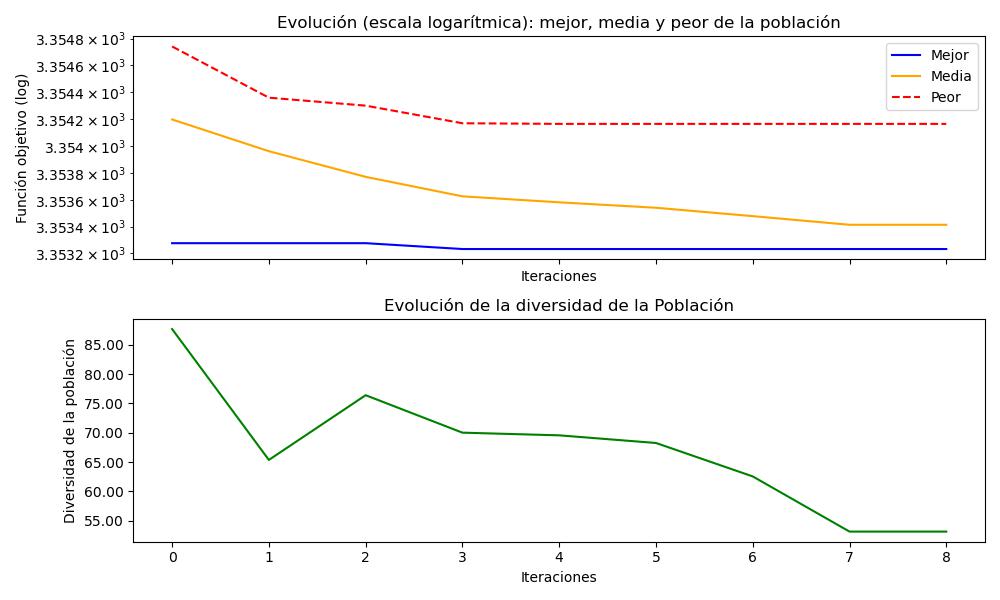 Evolución (escala logarítmica): mejor, media y peor de la población
Función objetivo (log)
3.3548 × 10³
3.3546 × 10³
3.3544 × 10³
3.3542 × 10³
3.354 × 10³
3.3538 × 10³
3.3536 × 10³
3.3534 × 10³
3.3532 × 10³
Mejor
Media
Peor
Iteraciones
Evolución de la diversidad de la Población
Diversidad de la población
85.00
80.00
75.00
70.00
65.00
60.00
55.00
0 1 2 3 4 5 6 7 8
Iteraciones